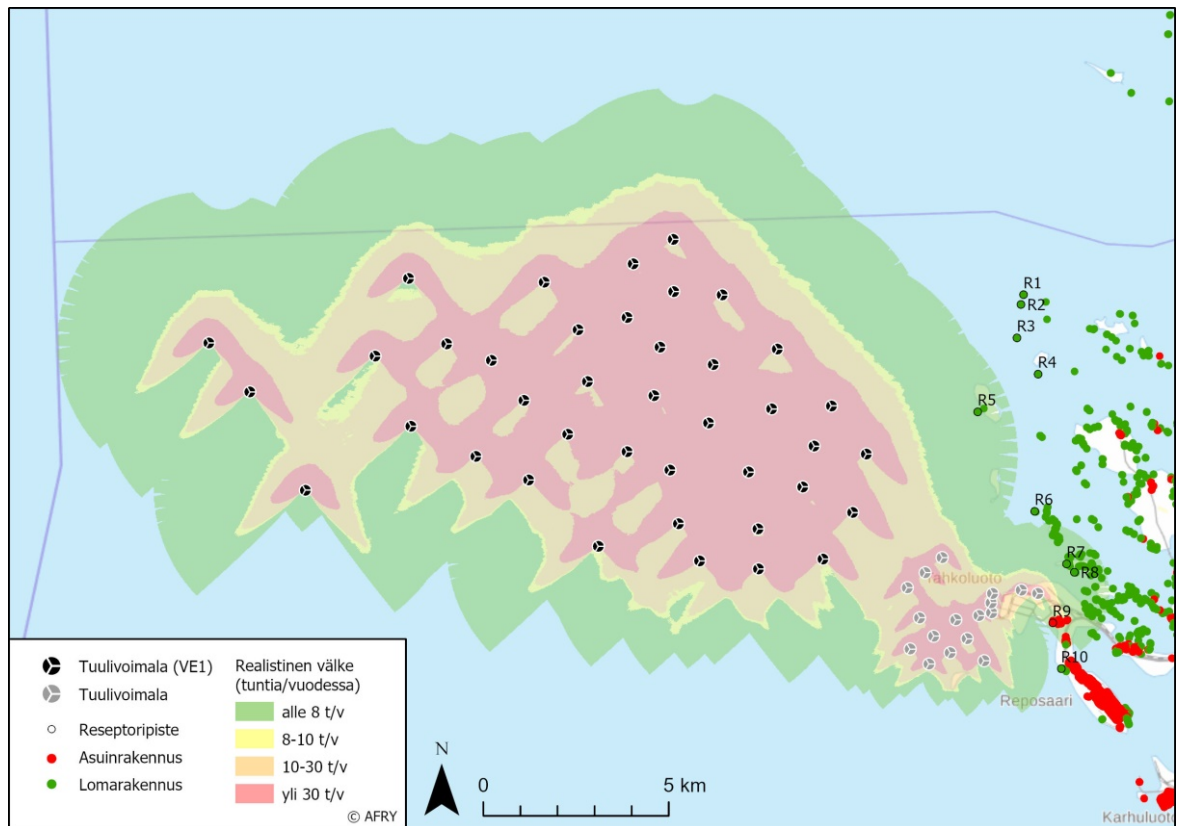 R1
R2
R3
R4
R5
R6
R7
R8
Tahkoluoto
R9
R10
Reposaari
Karhuluoto
Tuulivoimala (VE1)
Tuulivoimala
Reseptoripiste
Asuinrakennus
Lomarakennus
Realistinen välke
(tuntia/vuodessa)
alle 8 t/v
8-10 t/v
10-30 t/v
yli 30 t/v
© AFRY
N
0 5 km